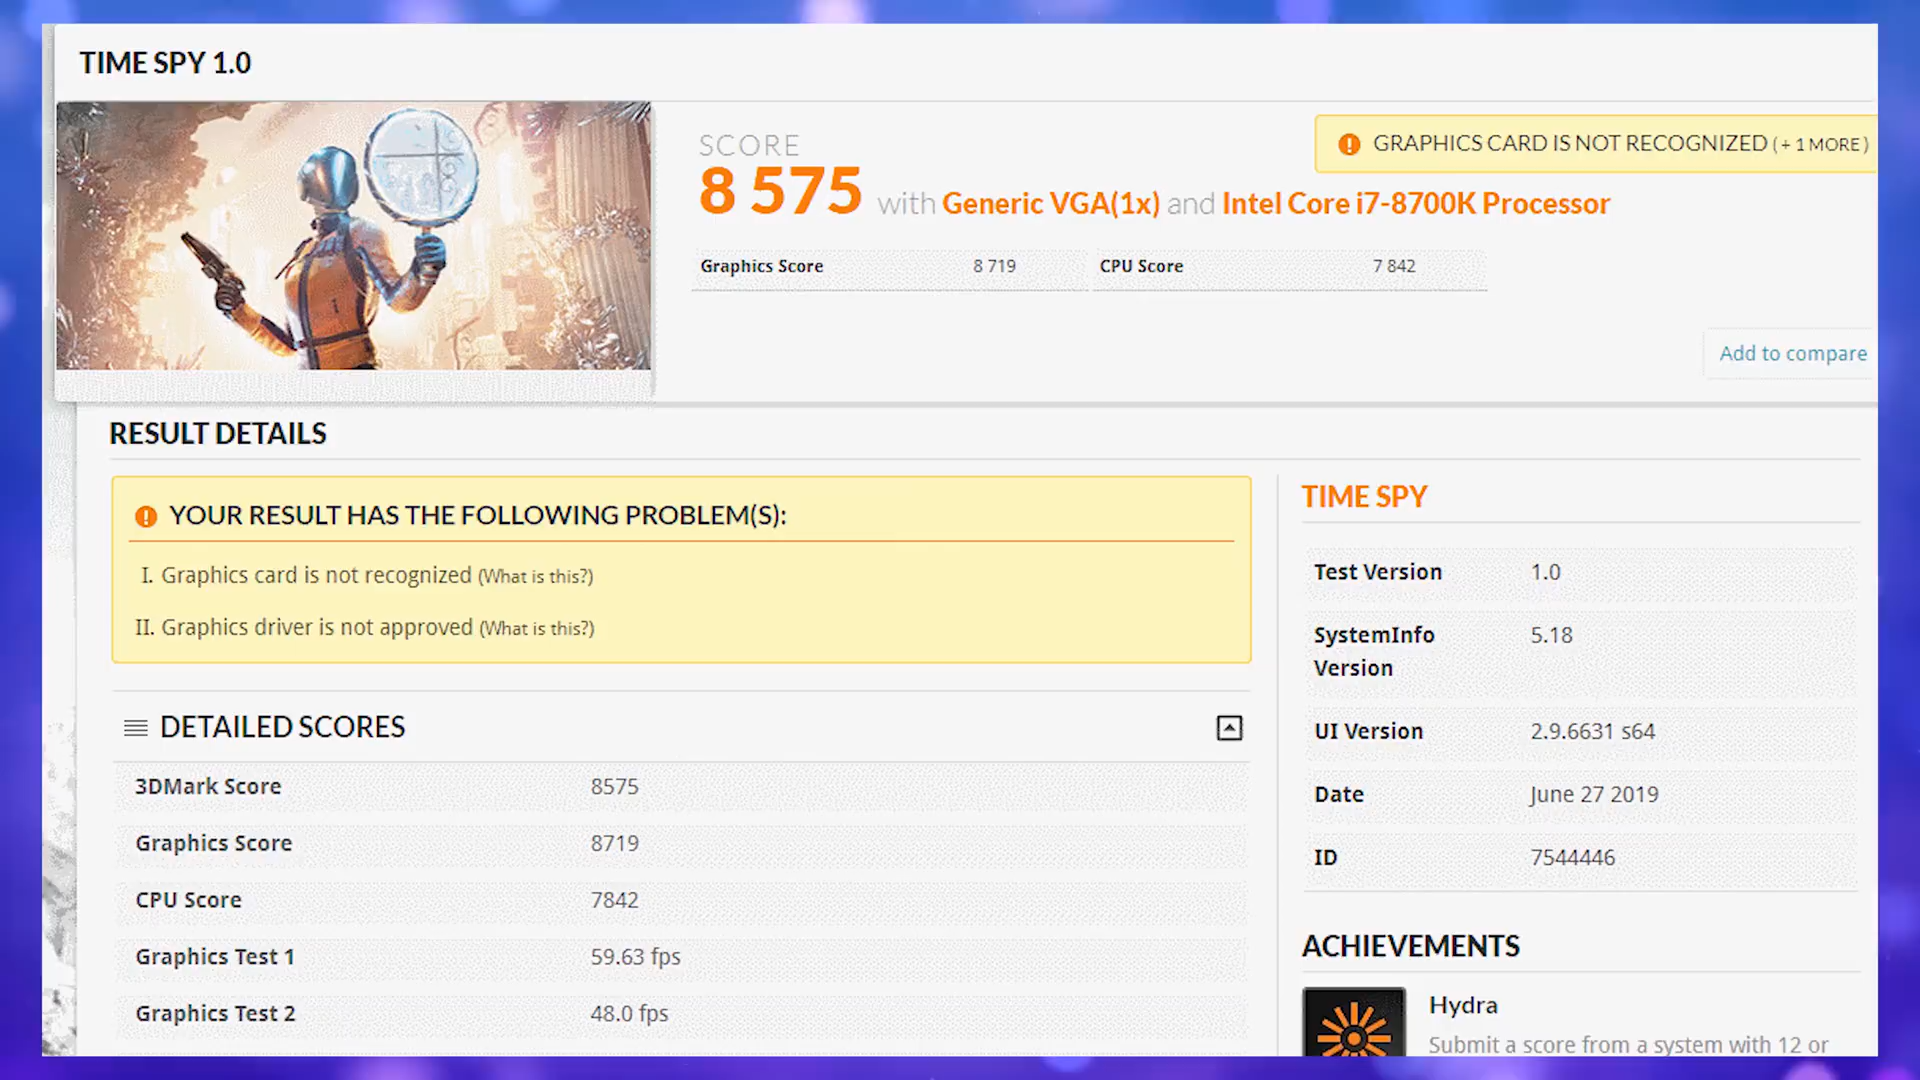 TIME SPY 1.0
SCORE
8 575 with Generic VGA(1x) and Intel Core i7-8700K Processor
GRAPHICS CARD IS NOT RECOGNIZED ( + 1 MORE )
Graphics Score 8 719 CPU Score 7 842
Add to compare
RESULT DETAILS
YOUR RESULT HAS THE FOLLOWING PROBLEM(S):
I. Graphics card is not recognized (What is this?)
II. Graphics driver is not approved (What is this?)
DETAILED SCORES
3DMark Score 8575
Graphics Score 8719
CPU Score 7842
Graphics Test 1 59.63 fps
Graphics Test 2 48.0 fps
TIME SPY
Test Version 1.0
SystemInfo 5.18
Version
UI Version 2.9.6631 s64
Date June 27 2019
ID 7544446
ACHIEVEMENTS
Hydra
Submit a score from a system with 12 or